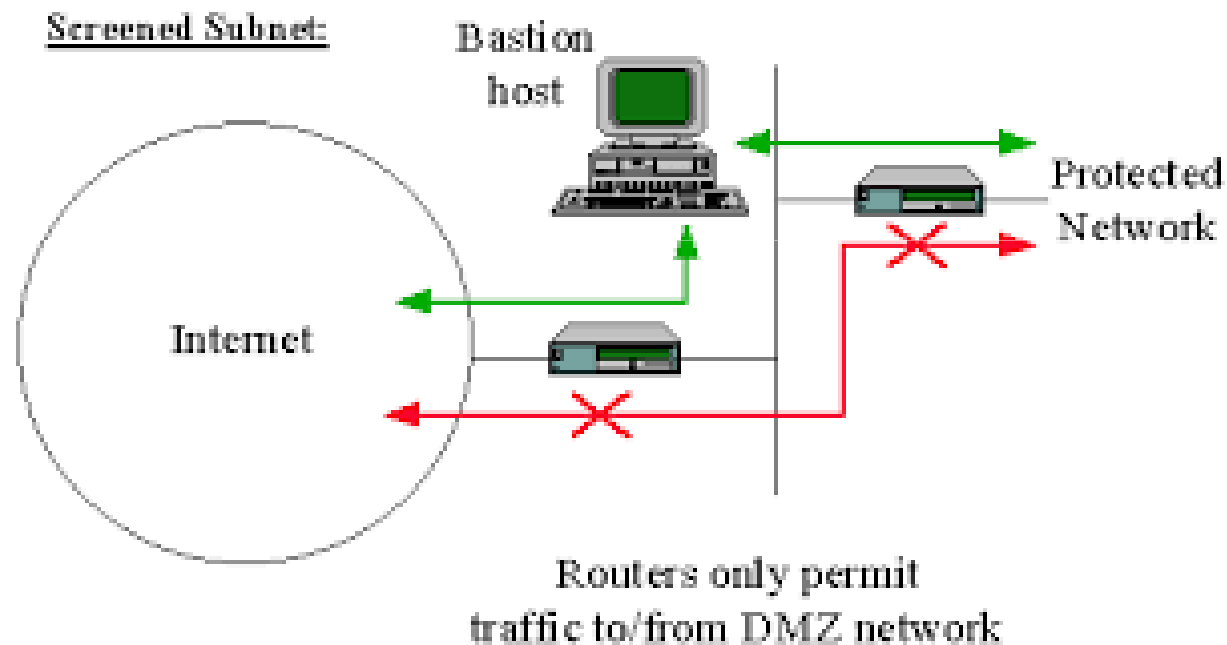 Screened Subnet:
Bastion
host
Protected
Network
Internet
Routers only permit
traffic to/from DMZ network